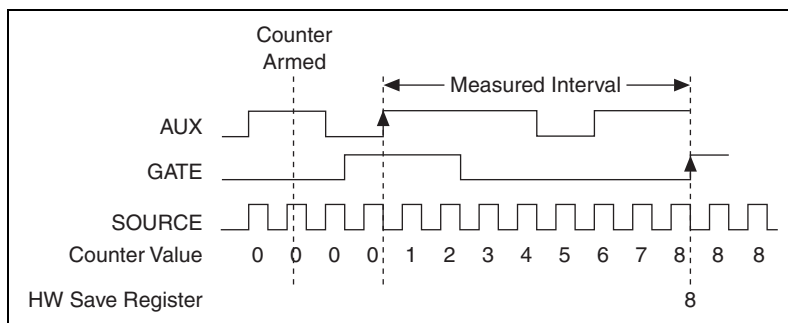 Counter
Armed
Measured Interval
AUX
GATE
SOURCE
Counter Value 0 0 0 0 1 2 3 4 5 6 7 8 8 8
HW Save Register 8